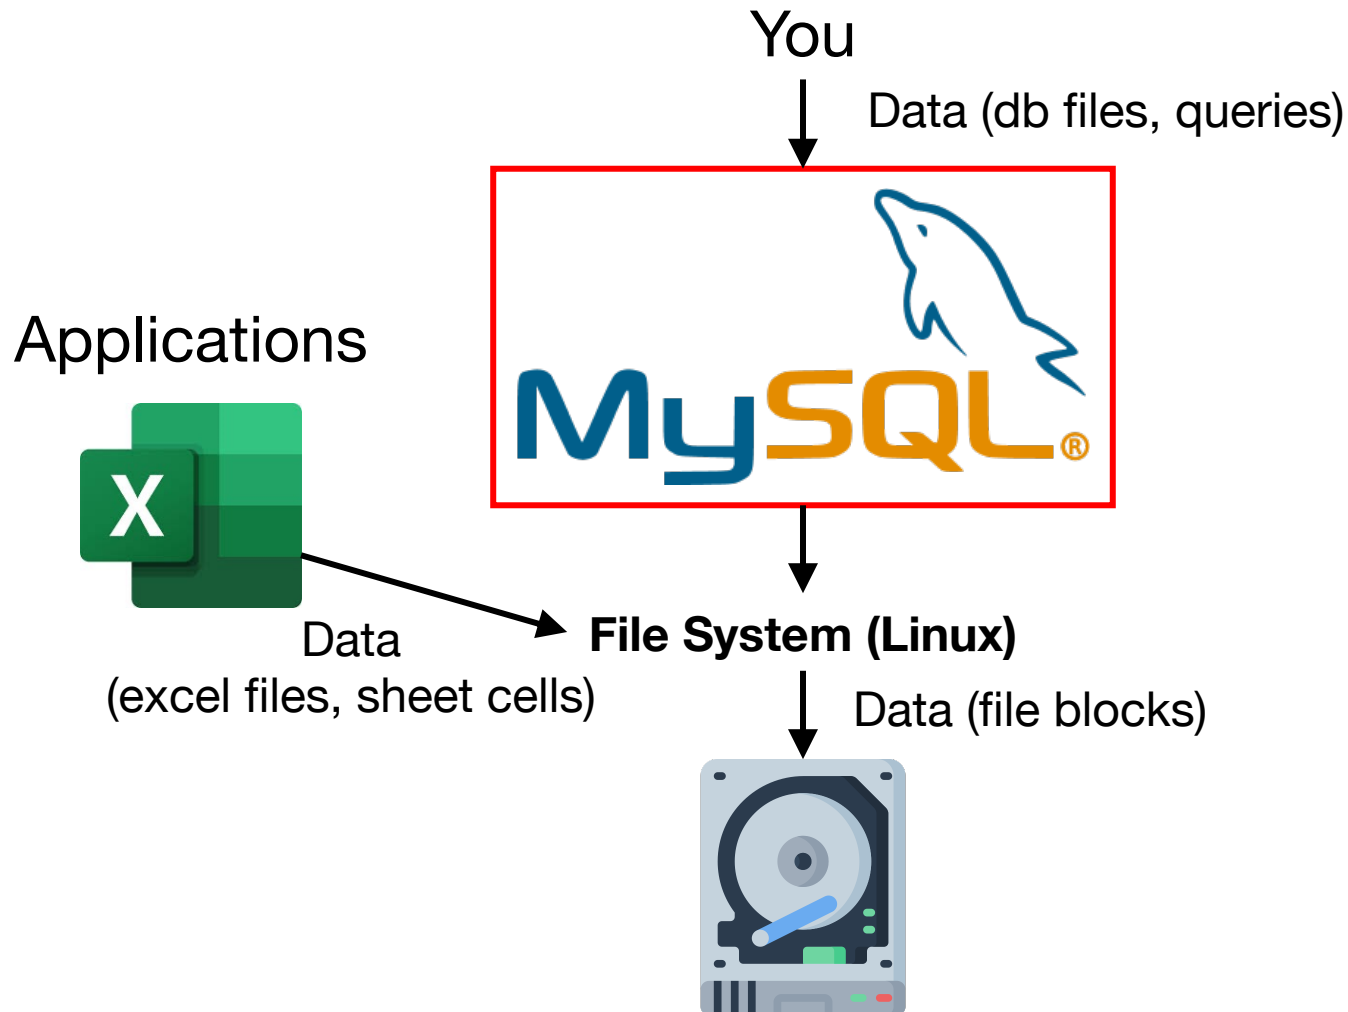 You
Data (db files, queries)
MySQL®
Applications
X
Data
(excel files, sheet cells)
File System (Linux)
Data (file blocks)